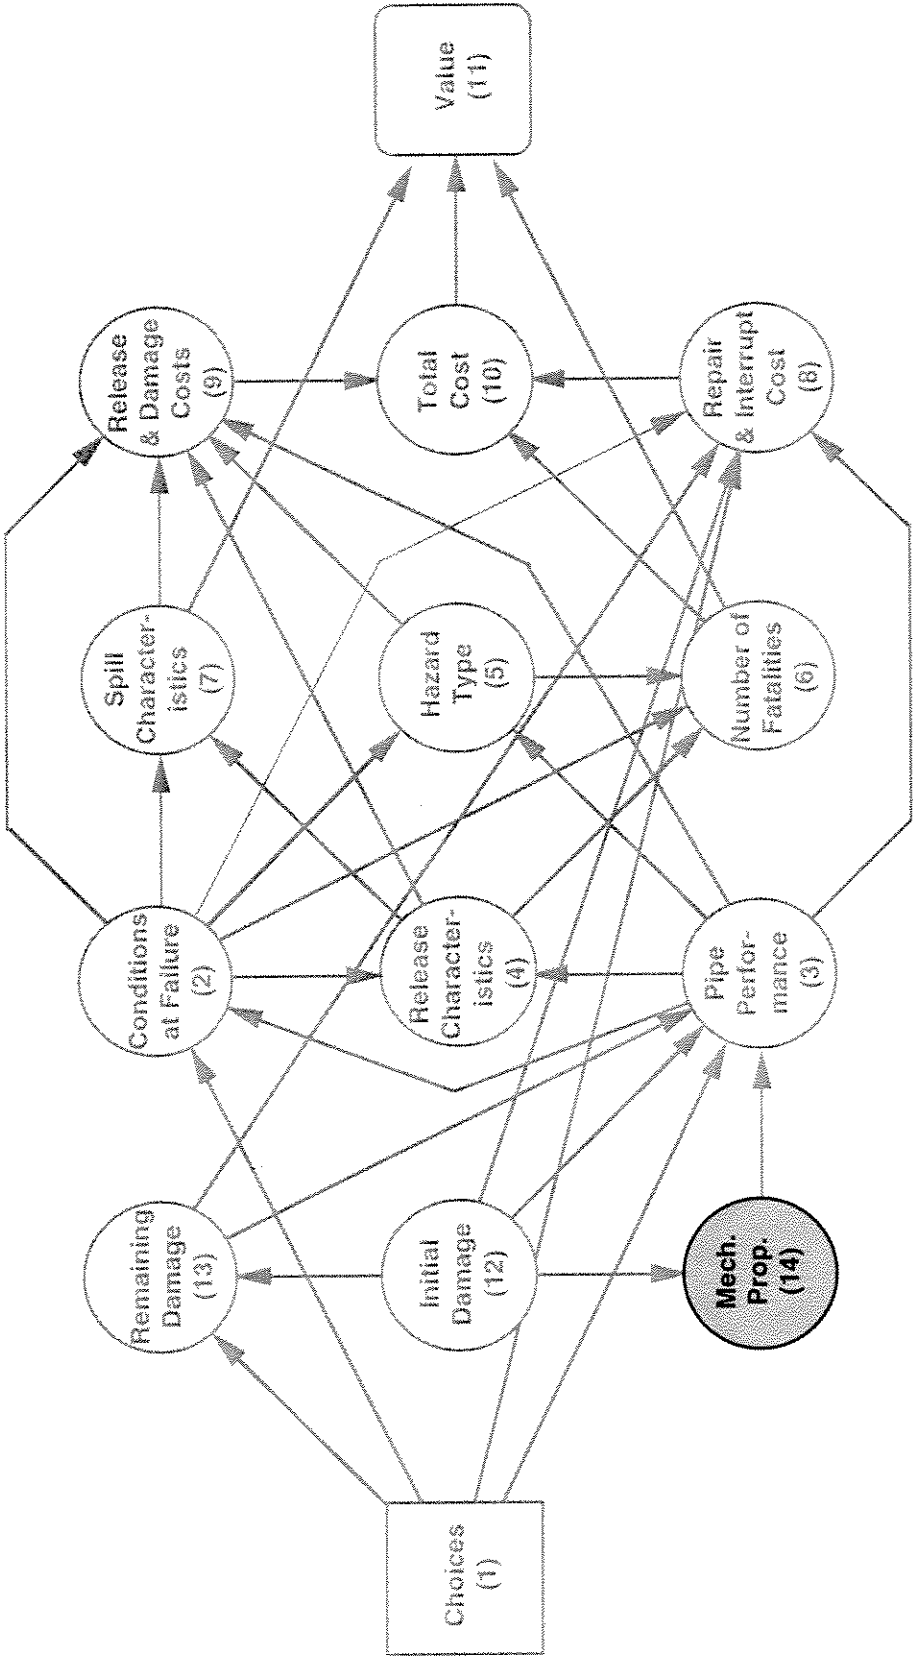 Choices
(1)
Remaining
Damage
(13)
Initial
Damage
(12)
Mech.
Prop.
(14)
Conditions
at Failure
(2)
Release
Character-
istics
(4)
Pipe
Perfor-
mance
(3)
Spill
Character-
istics
(7)
Hazard
Type
(5)
Number of
Fatalities
(6)
Release
& Damage
Costs
(9)
Total
Cost
(10)
Repair
& Interrupt
Cost
(8)
Value
(11)